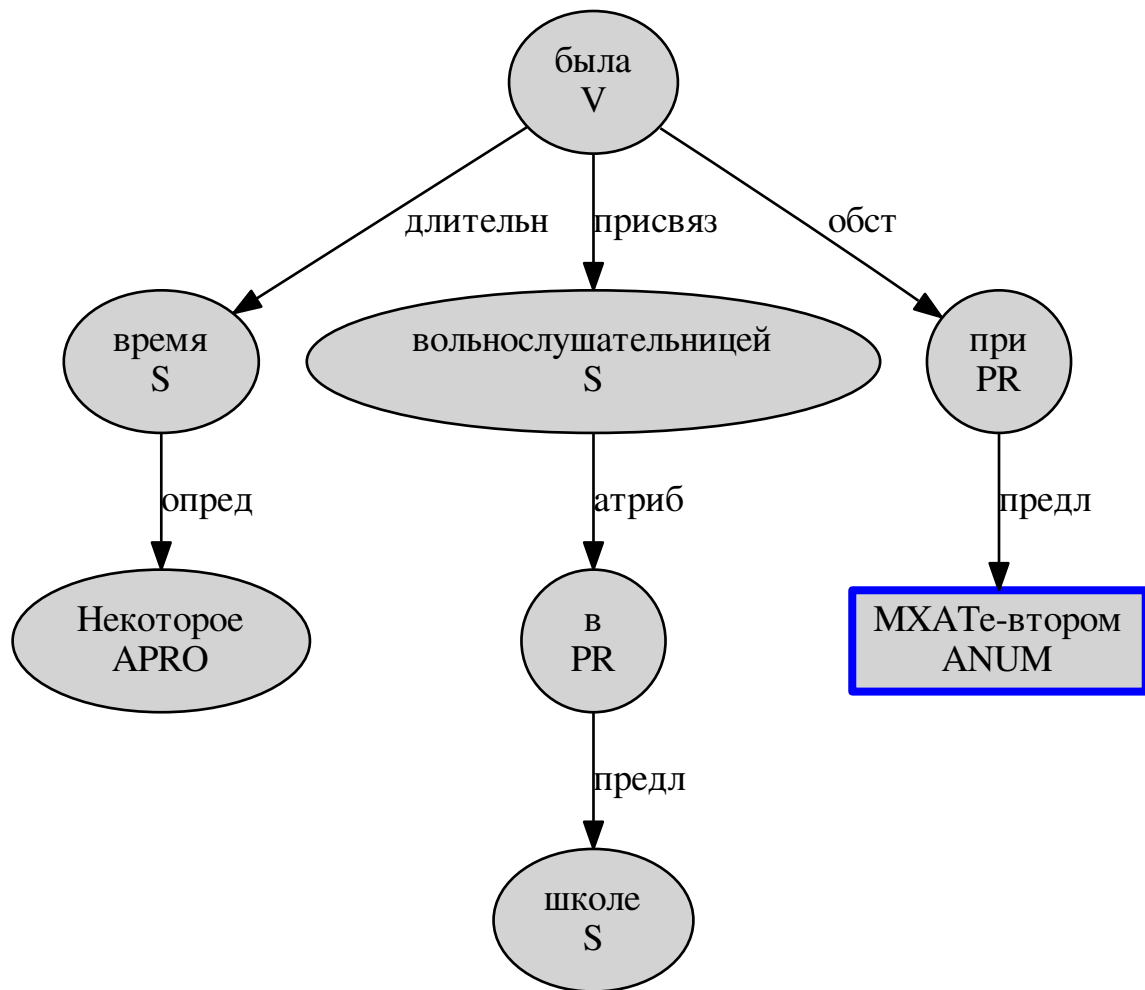 была
V
длительн
присвяз
обст
время
S
вольнослушательницей
S
при
PR
опред
атриб
предл
Некоторое
APRO
в
PR
МХАТе-втором
ANUM
предл
школе
S